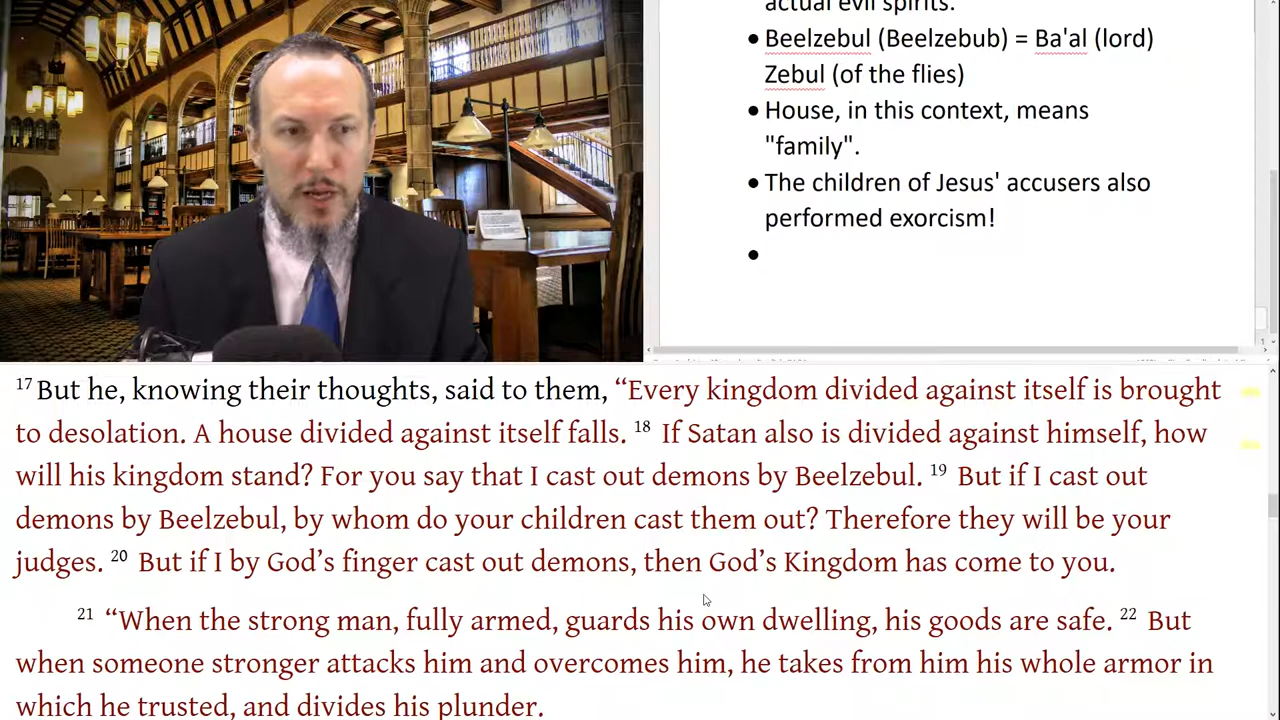 actual evil spirits.
• Beelzebul (Beelzebub) = Ba'al (lord)
Zebul (of the flies)
• House, in this context, means
"family".
• The children of Jesus' accusers also
performed exorcism!
•
17 But he, knowing their thoughts, said to them, “Every kingdom divided against itself is brought
to desolation. A house divided against itself falls. 18 If Satan also is divided against himself, how
will his kingdom stand? For you say that I cast out demons by Beelzebul. 19 But if I cast out
demons by Beelzebul, by whom do your children cast them out? Therefore they will be your
judges. 20 But if I by God’s finger cast out demons, then God’s Kingdom has come to you.
21 “When the strong man, fully armed, guards his own dwelling, his goods are safe. 22 But
when someone stronger attacks him and overcomes him, he takes from him his whole armor in
which he trusted, and divides his plunder.